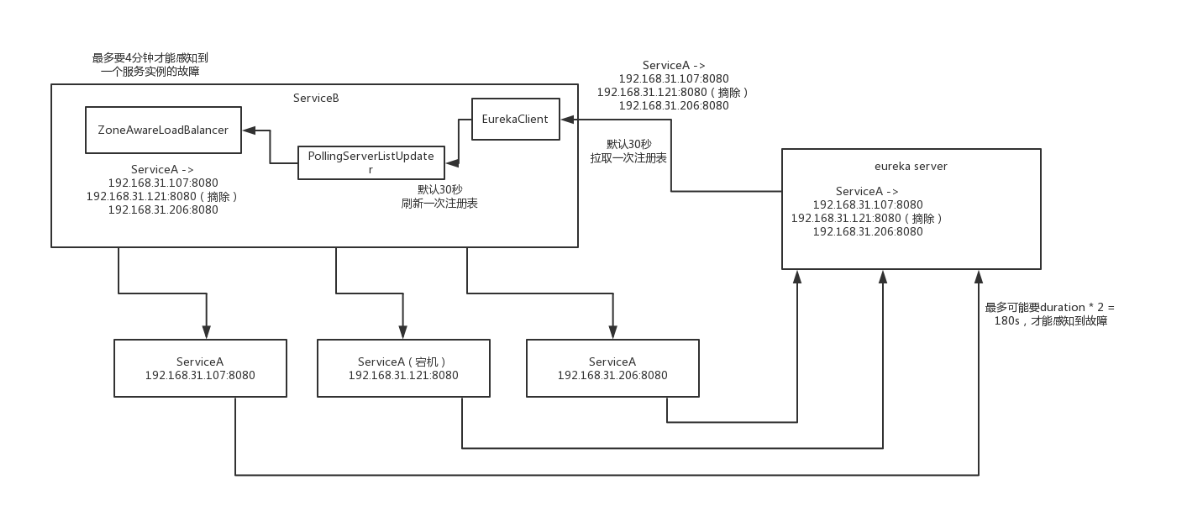 最多要4分钟才能感知到
一个服务实例的故障
ServiceB
ZoneAwareLoadBalancer
EurekaClient
PollingServerListUpdate
r
ServiceA ->
192.168.31.107:8080
192.168.31.121:8080（摘除）
192.168.31.206:8080
默认30秒
刷新一次注册表
ServiceA ->
192.168.31.107:8080
192.168.31.121:8080（摘除）
192.168.31.206:8080
默认30秒
拉取一次注册表
eureka server
ServiceA ->
192.168.31.107:8080
192.168.31.121:8080（摘除）
192.168.31.206:8080
最多可能要duration * 2 =
180s，才能感知到故障
ServiceA
192.168.31.107:8080
ServiceA（宕机）
192.168.31.121:8080
ServiceA
192.168.31.206:8080